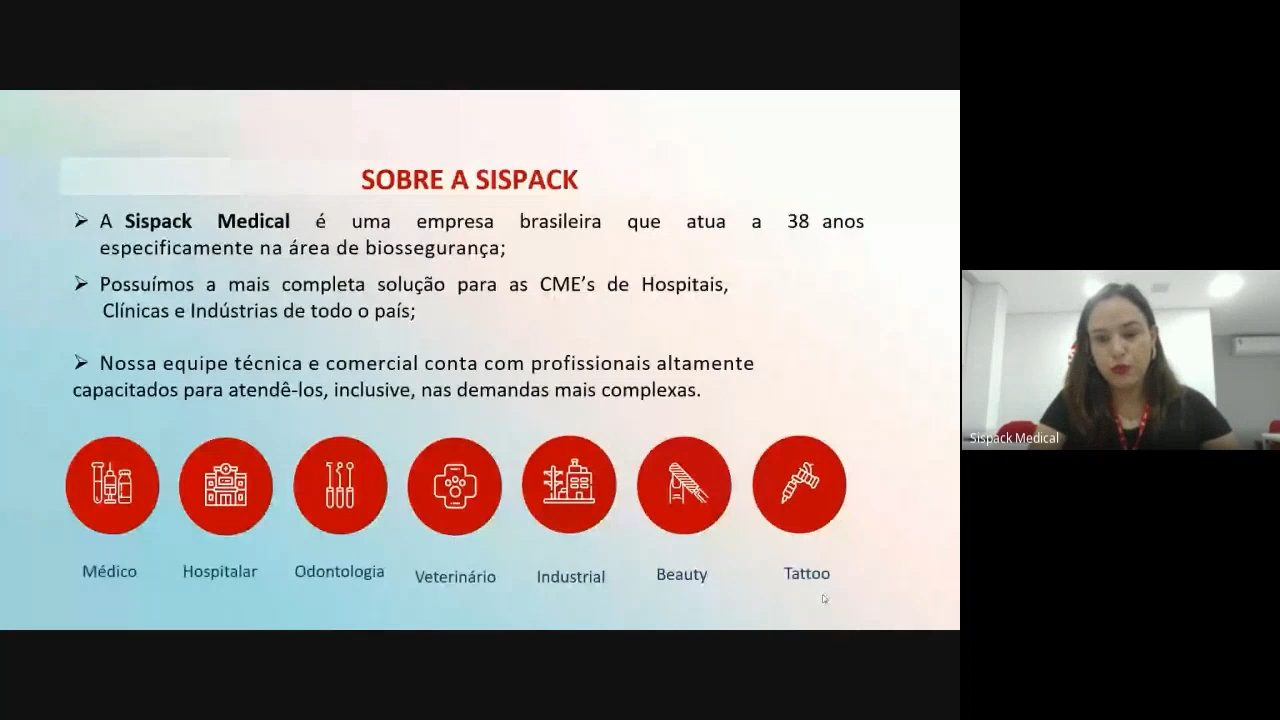 SOBRE A SISPACK
➢ A Sispack Medical é uma empresa brasileira que atua a 38 anos
especificamente na área de biossegurança;
➢ Possuímos a mais completa solução para as CME’s de Hospitais,
Clínicas e Indústrias de todo o país;
➢ Nossa equipe técnica e comercial conta com profissionais altamente
capacitados para atendê-los, inclusive, nas demandas mais complexas.
Médico
Hospitalar
Odontologia
Veterinário
Industrial
Beauty
Tattoo
Sispack Medical